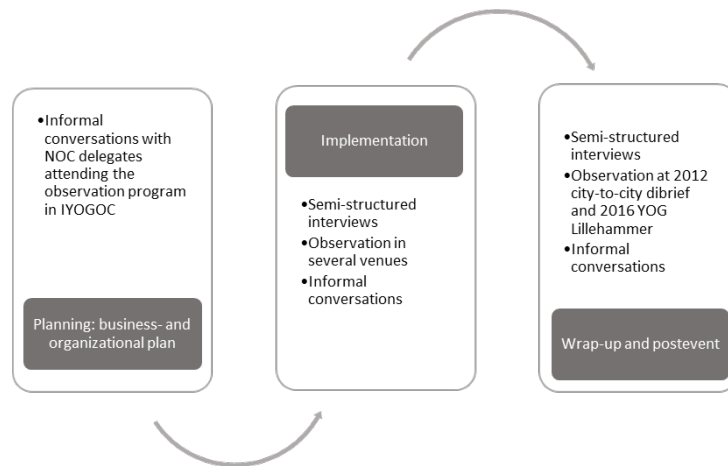 •Informal
conversations with
NOC delegates
attending the
observation program
in IYOGOC
Planning: business- and
organizational plan
Implementation
•Semi-structured
interviews
•Observation in
several venues
•Informal
conversations
•Semi-structured
interviews
•Observation at 2012
city-to-city dibrief
and 2016 YOG
Lillehammer
•Informal
conversations
Wrap-up and postevent